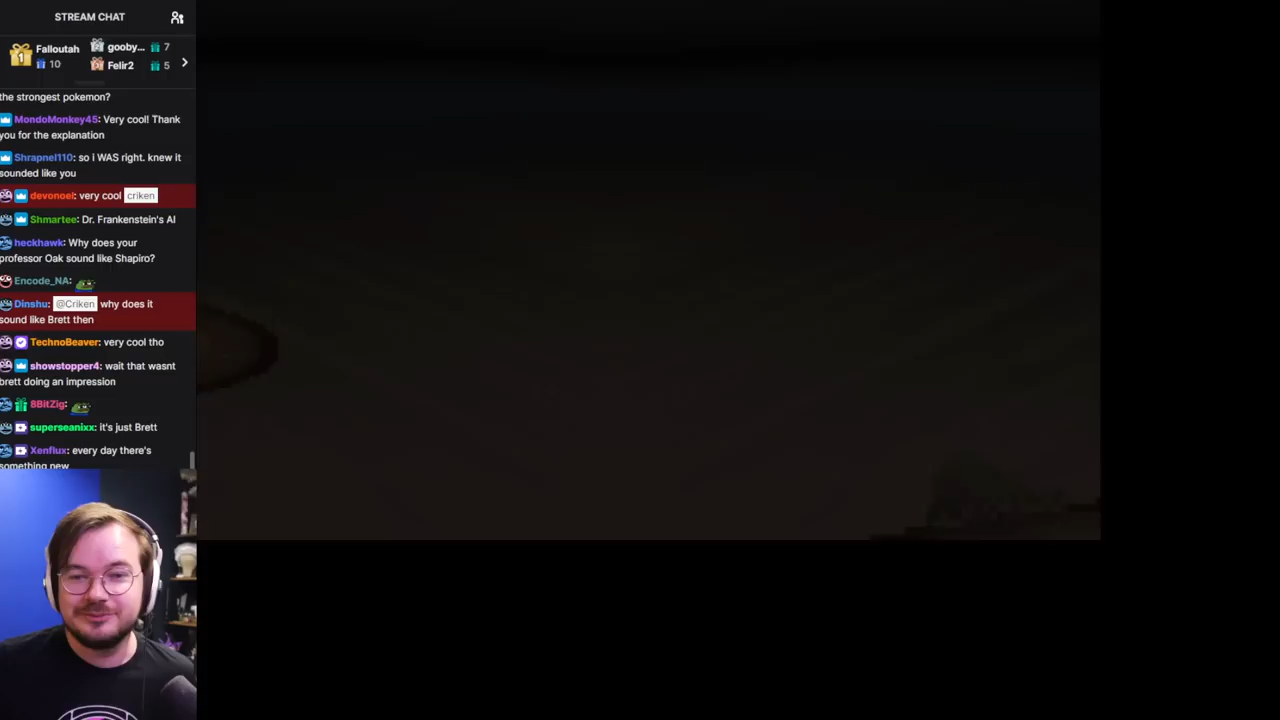 STREAM CHAT
Falloutah
10
gooby... 7
Felir2 5
the strongest pokemon?
MondoMonkey45: Very cool! Thank
you for the explanation
Shrapnel110: so i WAS right. knew it
sounded like you
devonoel: very cool criken
Shmartee: Dr. Frankenstein's AI
heckhawk: Why does your
professor Oak sound like Shapiro?
Encode_NA:
Dinshu: @Criken why does it
sound like Brett then
TechnoBeaver: very cool tho
showstopper4: wait that wasnt
brett doing an impression
8BitZig:
superseanixx: it's just Brett
Xenflux: every day there's
something new